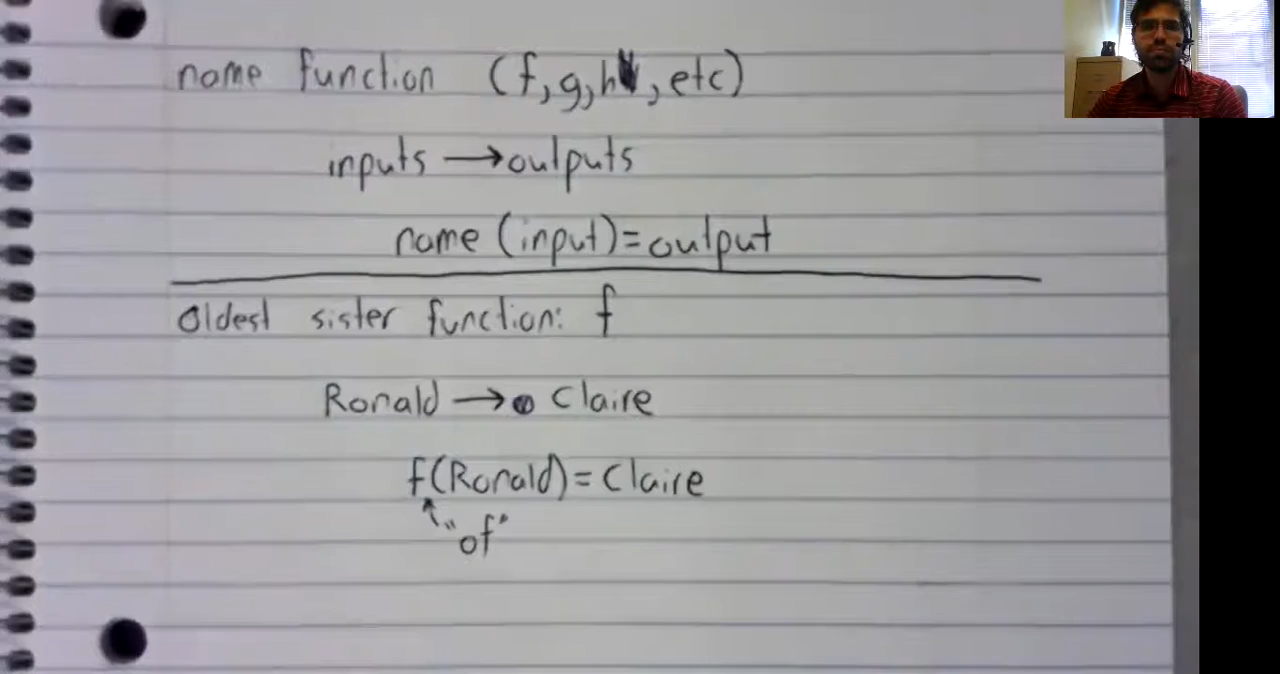 name function (f,g,h, etc)
inputs → outputs
name (input)=output
Oldest sister function: f
Ronald → Claire
f(Ronald)=Claire
"of"